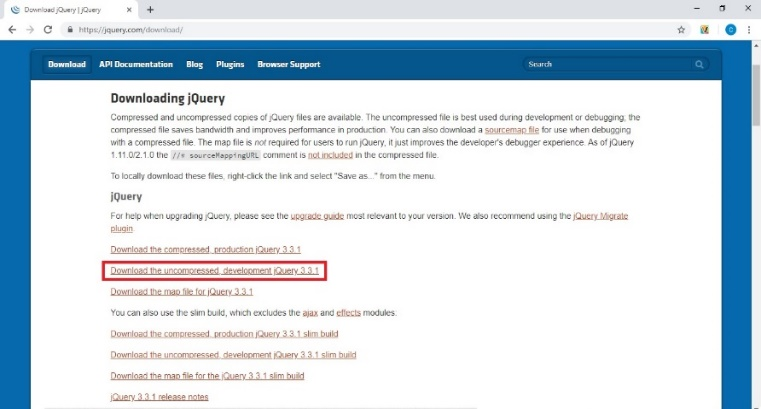 Download jQuery | jQuery
https://jquery.com/download/
Download API Documentation Blog Plugins Browser Support Search
Downloading jQuery
Compressed and uncompressed copies of jQuery files are available. The uncompressed file is best used during development or debugging; the
compressed file saves bandwidth and improves performance in production. You can also download a sourcemap file for use when debugging
with a compressed file. The map file is not required for users to run jQuery, it just improves the developer's debugger experience. As of jQuery
1.11.0/2.1.0 the //# sourceMappingURL comment is not included in the compressed file.
To locally download these files, right-click the link and select "Save as..." from the menu.
jQuery
For help when upgrading jQuery, please see the upgrade guide most relevant to your version. We also recommend using the jQuery Migrate
plugin.
Download the compressed, production jQuery 3.3.1
Download the uncompressed, development jQuery 3.3.1
Download the map file for jQuery 3.3.1
You can also use the slim build, which excludes the ajax and effects modules:
Download the compressed, production jQuery 3.3.1 slim build
Download the uncompressed, development jQuery 3.3.1 slim build
Download the map file for the jQuery 3.3.1 slim build
jQuery 3.3.1 release notes